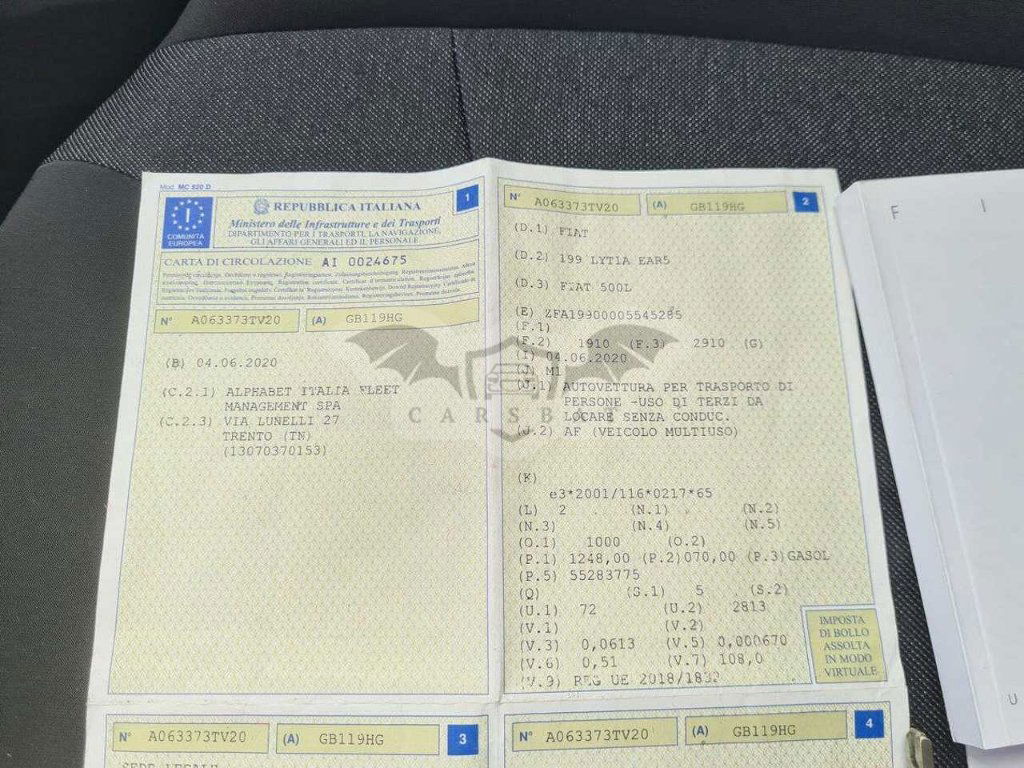 Mod. MC 820 D
1
REPUBBLICA ITALIANA
Ministero delle Infrastrutture e dei Trasporti
DIPARTIMENTO PER I TRASPORTI, LA NAVIGAZIONE,
GLI AFFARI GENERALI ED IL PERSONALE
I
COMUNITÀ
EUROPEA
CARTA DI CIRCOLAZIONE AI 0024675
N° A063373TV20 (A) GB119HG
(B) 04.06.2020
(C.2.1) ALPHABET ITALIA FLEET
MANAGEMENT SPA
(C.2.3) VIA LUNELLI 27
TRENTO (TN)
(13070370153)
N° A063373TV20 (A) GB119HG 2
(D.1) FIAT
(D.2) 199 LYT1A EAR5
(D.3) FIAT 500L
(E) ZFA19900005545285
(F.1)
(F.2) 1910 (F.3) 2910 (G)
(I) 04.06.2020
(J) M1
(J.1) AUTOVETTURA PER TRASPORTO DI
PERSONE -USO DI TERZI DA
LOCARE SENZA CONDUC.
(J.2) AF (VEICOLO MULTIUSO)
(K)
e3*2001/116*0217*65
(L) 2 (N.1) (N.2)
(N.3) (N.4) (N.5)
(O.1) 1000 (O.2)
(P.1) 1248,00 (P.2)070,00 (P.3)GASOL
(P.5) 55283775
(Q) (S.1) 5 (S.2)
(U.1) 72 (U.2) 2813
(V.1) (V.2)
(V.3) 0,0613 (V.5) 0,000670
(V.6) 0,51 (V.7) 108,0
(V.9) REG UE 2018/1832
IMPOSTA
DI BOLLO
ASSOLTA
IN MODO
VIRTUALE
CARSB
N° A063373TV20 (A) GB119HG 3
SEDE LEGALE
N° A063373TV20 (A) GB119HG 4
F I
U